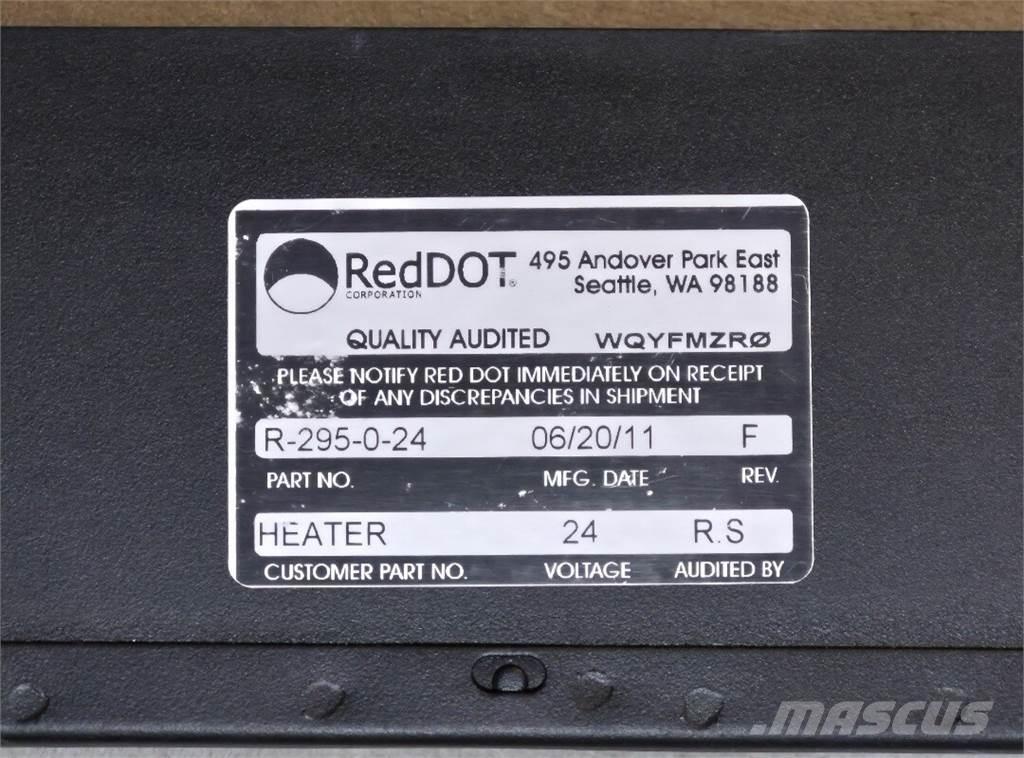 RedDOT®
CORPORATION
495 Andover Park East
Seattle, WA 98188
QUALITY AUDITED WQYFMZRØ
PLEASE NOTIFY RED DOT IMMEDIATELY ON RECEIPT
OF ANY DISCREPANCIES IN SHIPMENT
R-295-0-24 06/20/11 F
PART NO. MFG. DATE REV.
HEATER 24 R.S
CUSTOMER PART NO. VOLTAGE AUDITED BY
.MASCUS